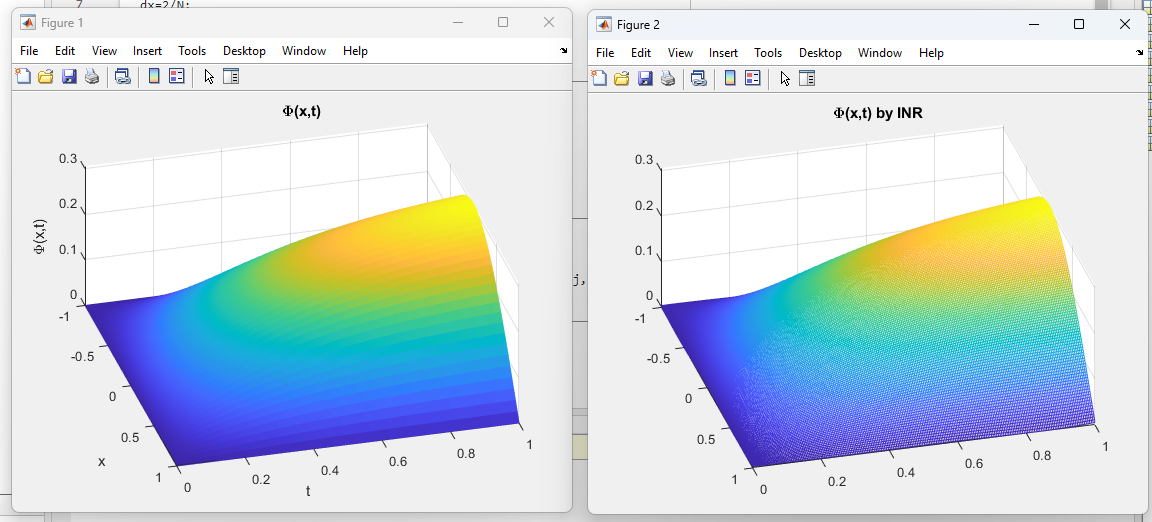 7 dx=2/N;
Figure 1
File Edit View Insert Tools Desktop Window Help
Φ(x,t)
0.3
0.2
0.1
0
Φ(x,t)
-1
-0.5
0
0.5
1
x
0
0.2
0.4
0.6
0.8
1
t
j,
Figure 2
File Edit View Insert Tools Desktop Window Help
Φ(x,t) by INR
0.3
0.2
0.1
0
-1
-0.5
0
0.5
1
0
0.2
0.4
0.6
0.8
1